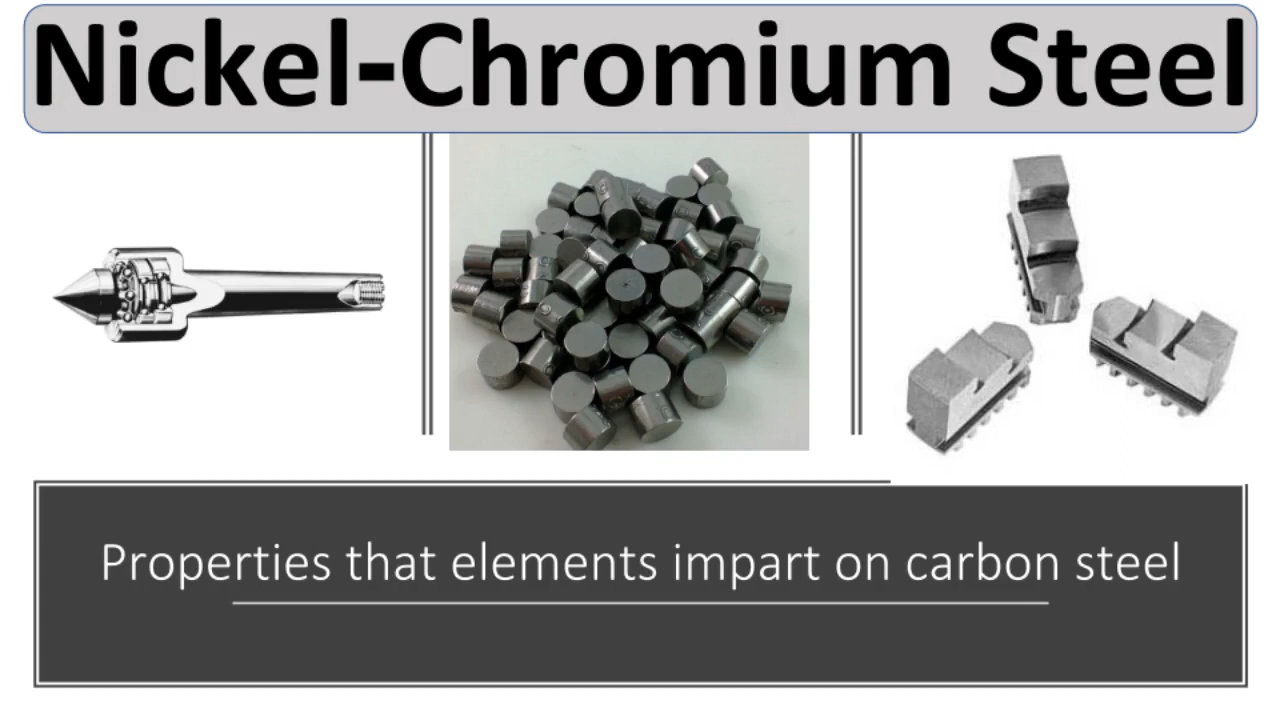 Nickel-Chromium Steel
Properties that elements impart on carbon steel